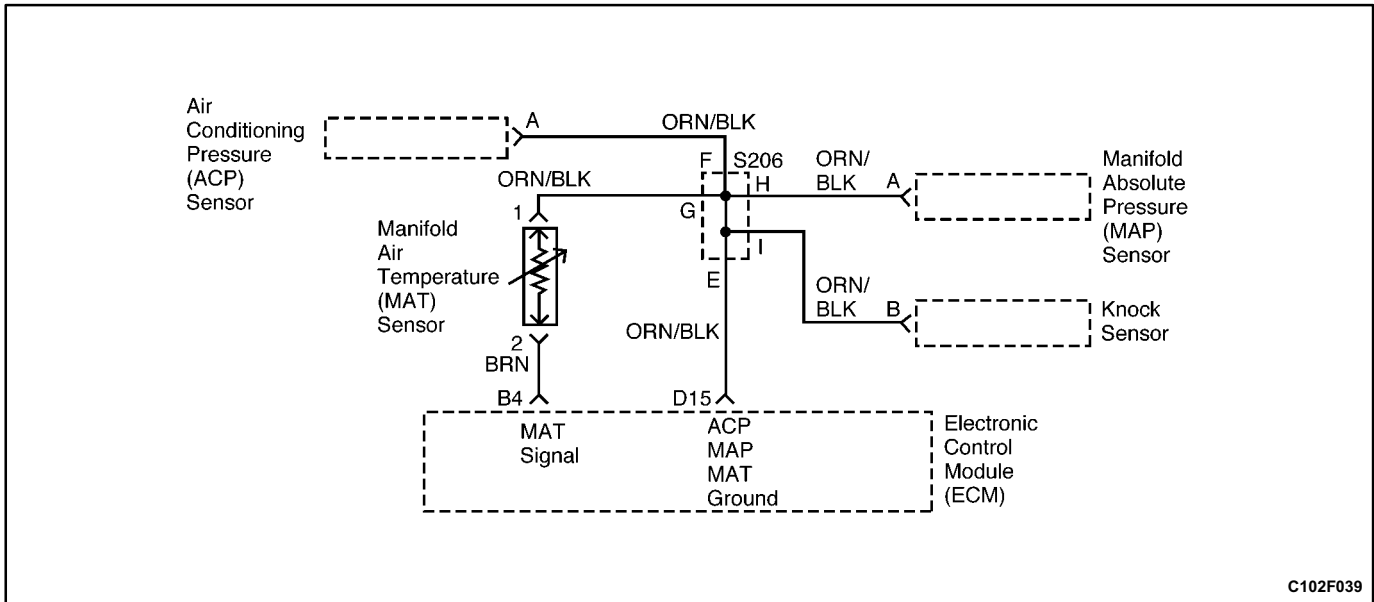 Air
Conditioning
Pressure
(ACP)
Sensor
A
ORN/BLK
F
S206
ORN/BLK
H
G
I
E
ORN/
BLK
A
Manifold
Absolute
Pressure
(MAP)
Sensor
1
Manifold
Air
Temperature
(MAT)
Sensor
2
BRN
ORN/BLK
ORN/
BLK
B
Knock
Sensor
B4
D15
MAT
Signal
ACP
MAP
MAT
Ground
Electronic
Control
Module
(ECM)
C102F039